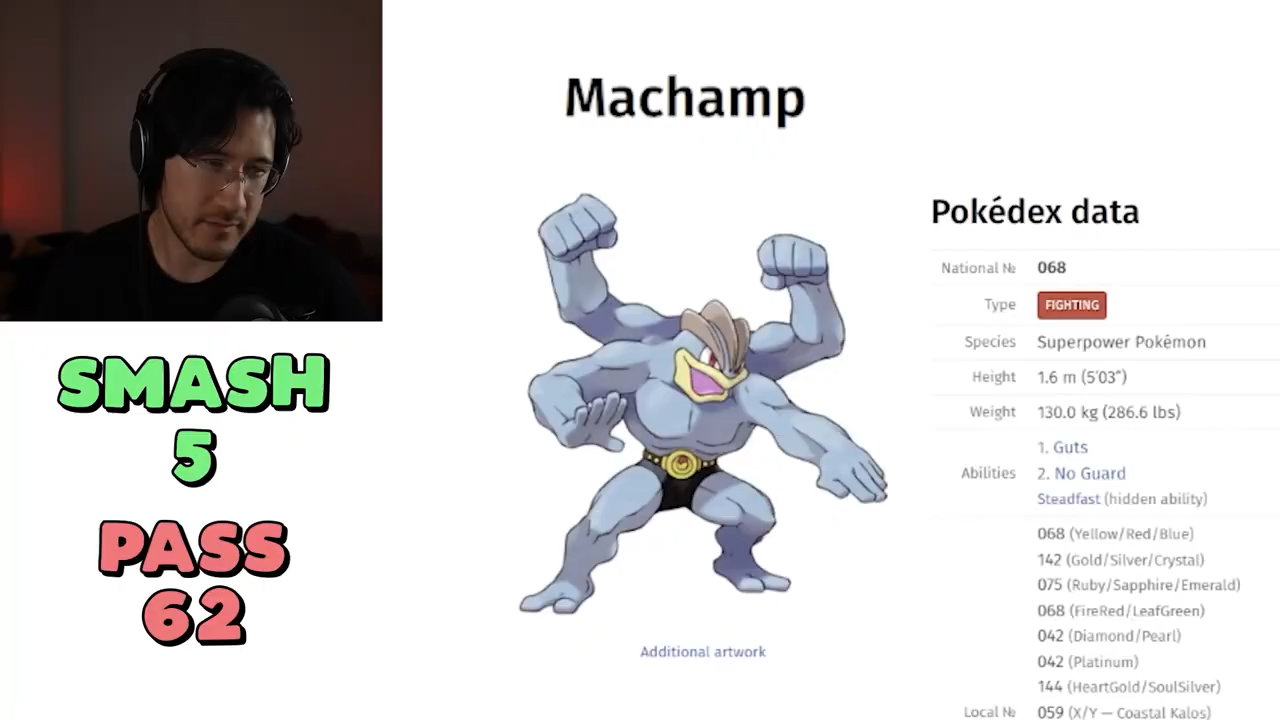 Machamp
SMASH
5
PASS
62
Additional artwork
Pokédex data
National № 068
Type FIGHTING
Species Superpower Pokémon
Height 1.6 m (5′03″)
Weight 130.0 kg (286.6 lbs)
Abilities 1. Guts
2. No Guard
Steadfast (hidden ability)
068 (Yellow/Red/Blue)
142 (Gold/Silver/Crystal)
075 (Ruby/Sapphire/Emerald)
068 (FireRed/LeafGreen)
042 (Diamond/Pearl)
042 (Platinum)
144 (HeartGold/SoulSilver)
Local № 059 (X/Y — Coastal Kalos)